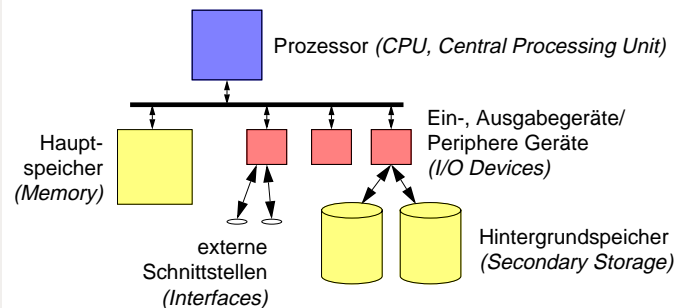 Prozessor (CPU, Central Processing Unit)
Haupt-
speicher
(Memory)
Ein-, Ausgabegeräte/
Periphere Geräte
(I/O Devices)
externe
Schnittstellen
(Interfaces)
Hintergrundspeicher
(Secondary Storage)